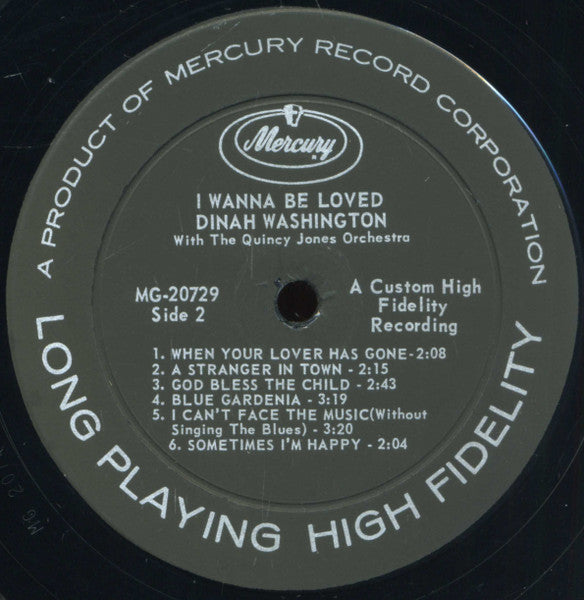 A PRODUCT OF MERCURY RECORD CORPORATION
Mercury
I WANNA BE LOVED
DINAH WASHINGTON
With The Quincy Jones Orchestra
MG-20729
Side 2
A Custom High
Fidelity
Recording
1. WHEN YOUR LOVER HAS GONE-2:08
2. A STRANGER IN TOWN - 2:15
3. GOD BLESS THE CHILD - 2:43
4. BLUE GARDENIA - 3:19
5. I CAN'T FACE THE MUSIC(Without
Singing The Blues) - 3:20
6. SOMETIMES I'M HAPPY - 2:04
LONG PLAYING HIGH FIDELITY